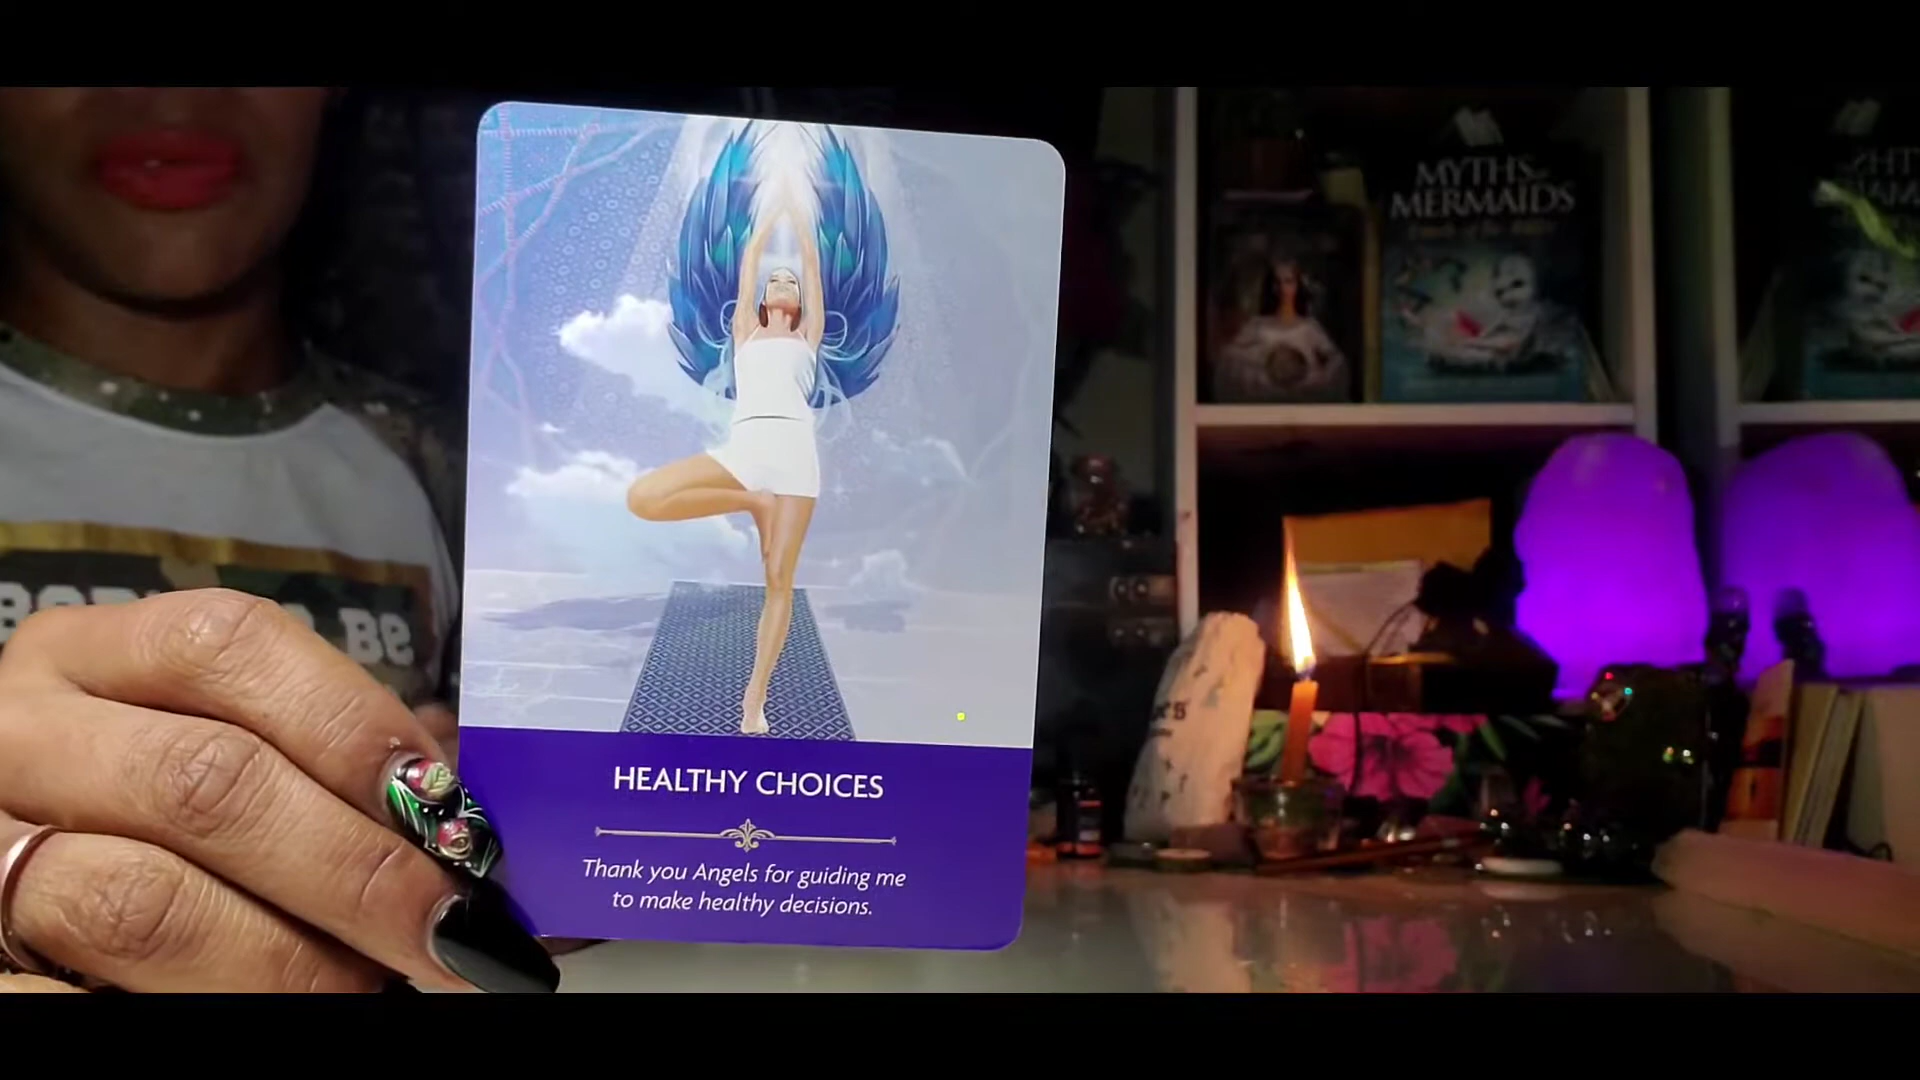 HEALTHY CHOICES
Thank you Angels for guiding me
to make healthy decisions.
MYTHS
MERMAIDS